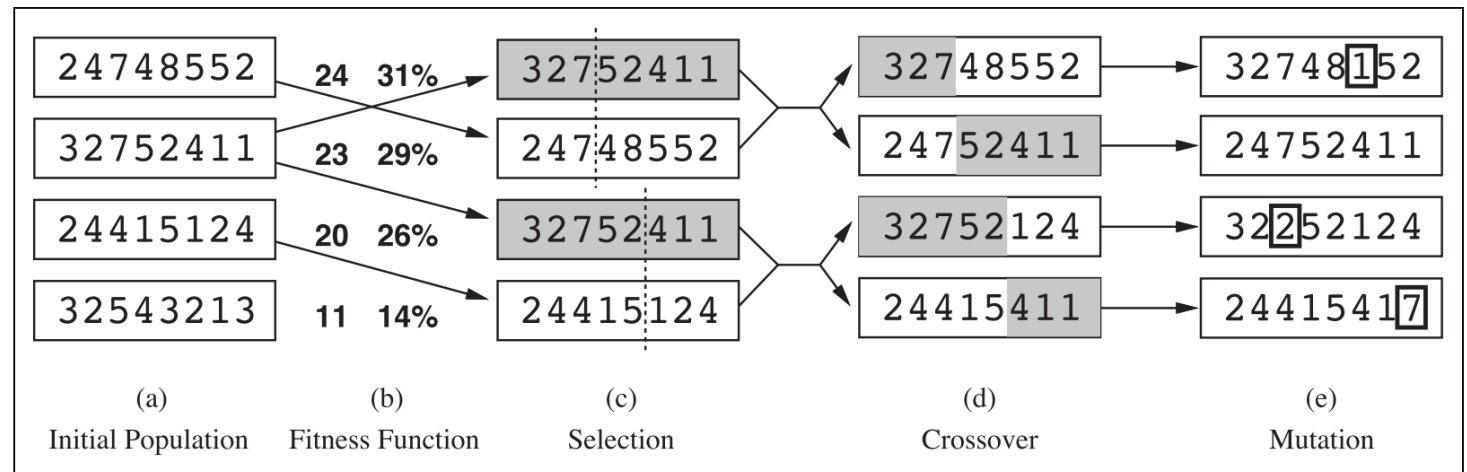 24748552 24 31% 32752411 32748552 32748152
32752411 23 29% 24748552 24752411 24752411
24415124 20 26% 32752411 32752124 32252124
32543213 11 14% 24415124 24415411 24415417
(a) (b) (c) (d) (e)
Initial Population Fitness Function Selection Crossover Mutation